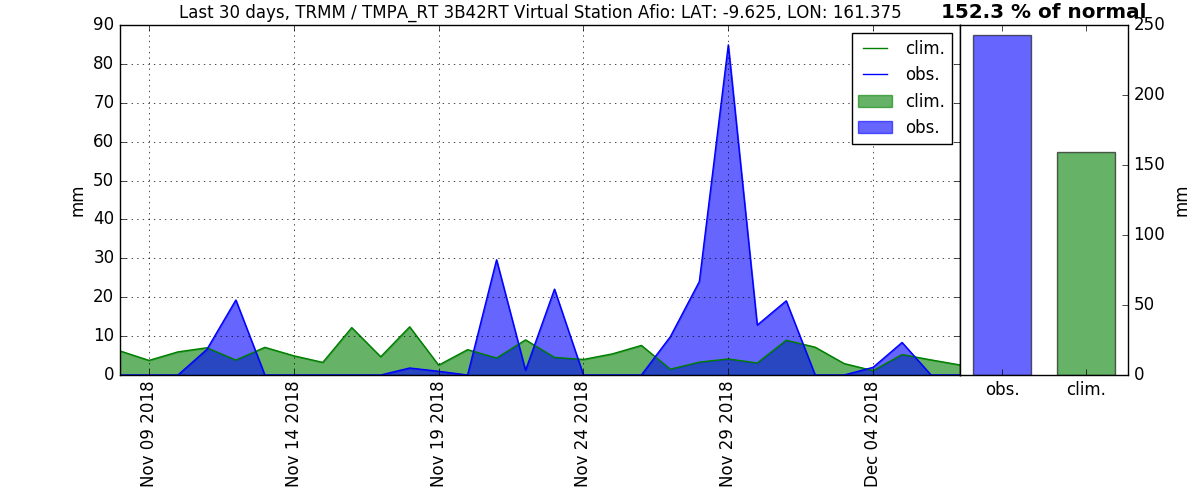 Last 30 days, TRMM / TMPA_RT 3B42RT Virtual Station Afio: LAT: -9.625, LON: 161.375
152.3 % of normal
90
80
70
60
50
40
30
20
10
0
mm
clim.
obs.
clim.
obs.
Nov 09 2018
Nov 14 2018
Nov 19 2018
Nov 24 2018
Nov 29 2018
Dec 04 2018
250
200
150
100
50
0
mm
obs.
clim.